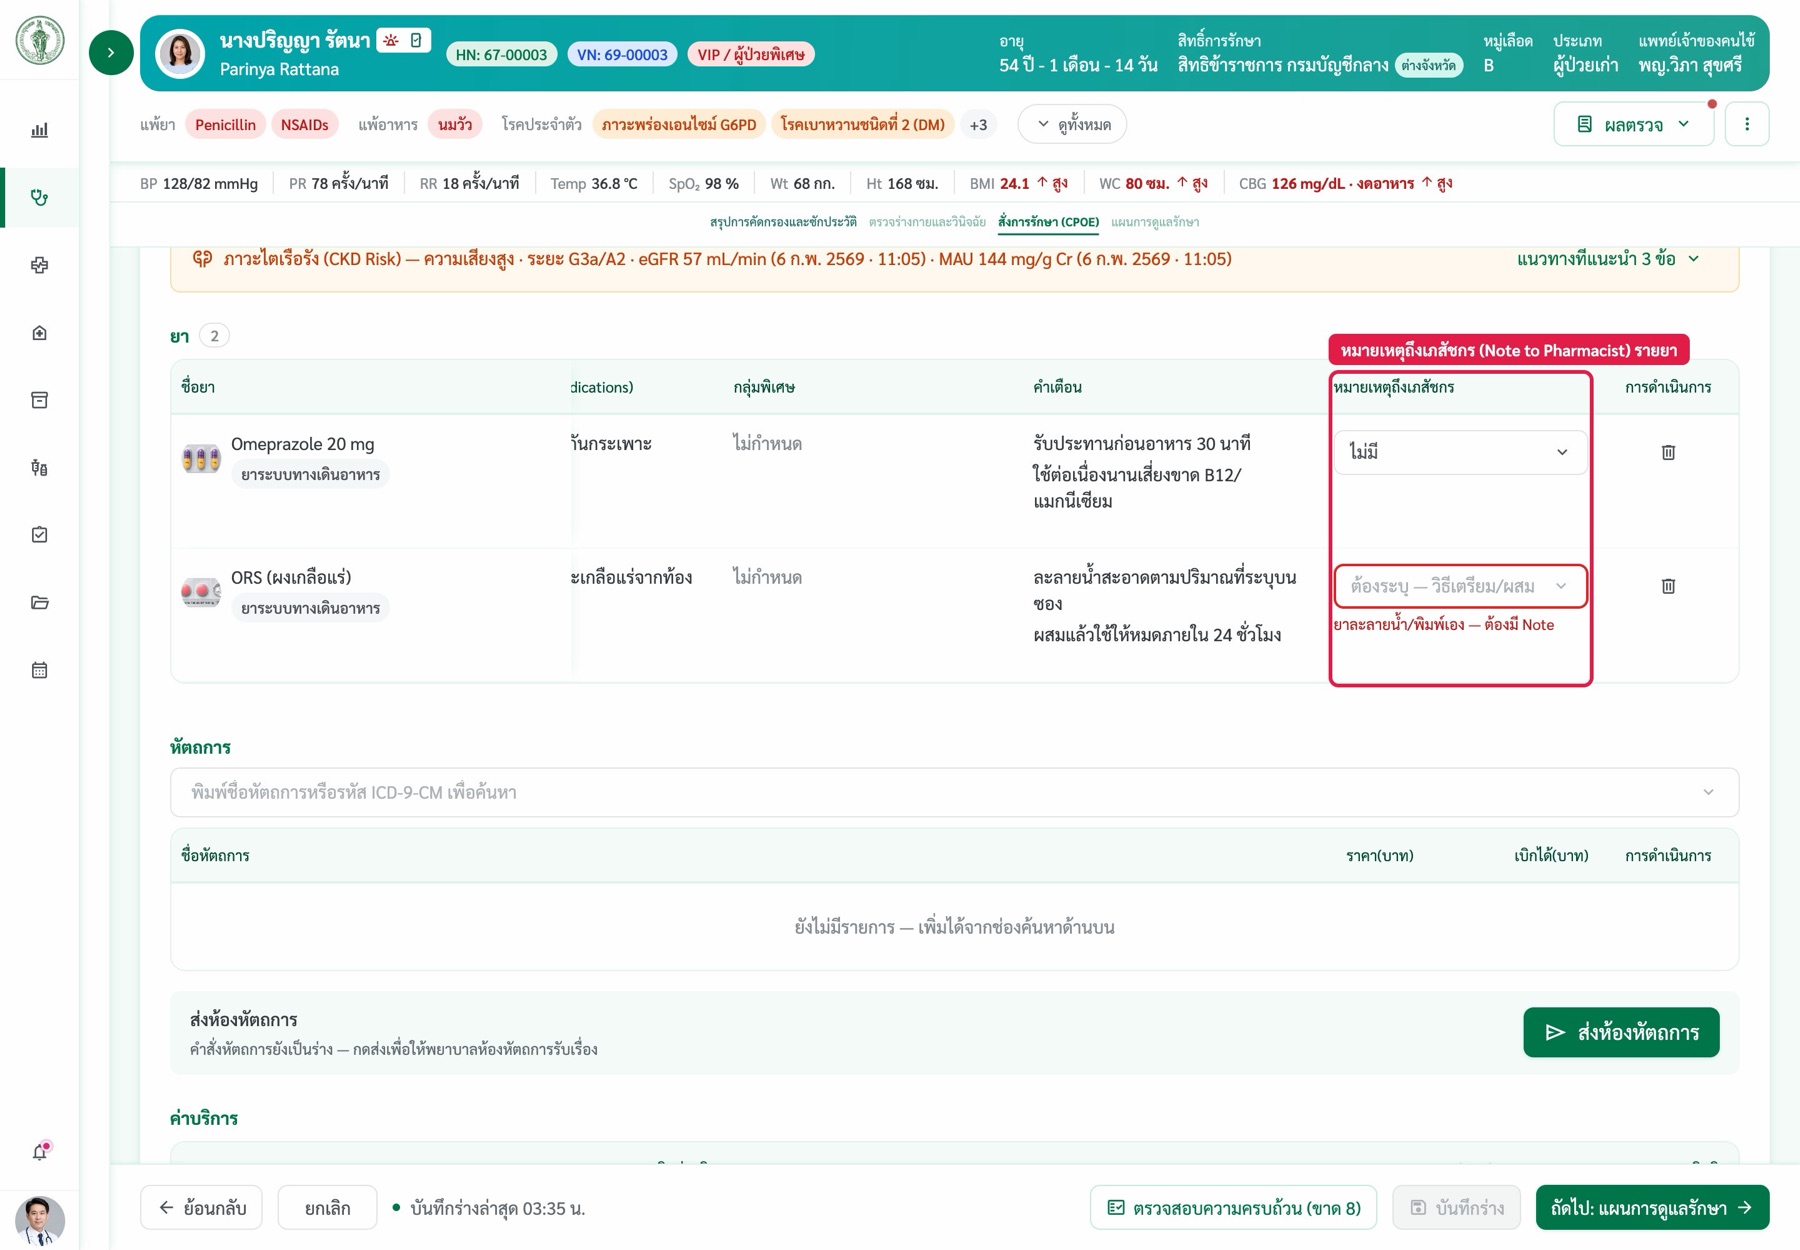 นางปริญญา รัตนา
Parinya Rattana
HN: 67-00003
VN: 69-00003
VIP / ผู้ป่วยพิเศษ
อายุ
54 ปี - 1 เดือน - 14 วัน
สิทธิ์การรักษา
สิทธิข้าราชการ กรมบัญชีกลาง ต่างจังหวัด
หมู่เลือด
B
ประเภท
ผู้ป่วยเก่า
แพทย์เจ้าของคนไข้
พญ.วิภา สุขศรี
แพ้ยา Penicillin NSAIDs แพ้อาหาร นมวัว โรคประจำตัว ภาวะพร่องเอนไซม์ G6PD โรคเบาหวานชนิดที่ 2 (DM) +3 ดูทั้งหมด
ผลตรวจ
BP 128/82 mmHg PR 78 ครั้ง/นาที RR 18 ครั้ง/นาที Temp 36.8 °C SpO₂ 98 % Wt 68 กก. Ht 168 ซม. BMI 24.1 ↑ สูง WC 80 ซม. ↑ สูง CBG 126 mg/dL · งดอาหาร ↑ สูง
สรุปการคัดกรองและซักประวัติ ตรวจร่างกายและวินิจฉัย สั่งการรักษา (CPOE) แผนการดูแลรักษา
ภาวะไตเรื้อรัง (CKD Risk) — ความเสี่ยงสูง · ระยะ G3a/A2 · eGFR 57 mL/min (6 ก.พ. 2569 · 11:05) · MAU 144 mg/g Cr (6 ก.พ. 2569 · 11:05)
แนวทางที่แนะนำ 3 ข้อ
ยา 2
หมายเหตุถึงเภสัชกร (Note to Pharmacist) รายยา
ชื่อยา dications) กลุ่มพิเศษ คำเตือน หมายเหตุถึงเภสัชกร การดำเนินการ
Omeprazole 20 mg
ยาระบบทางเดินอาหาร
กันกระเพาะ
ไม่กำหนด
รับประทานก่อนอาหาร 30 นาที
ใช้ต่อเนื่องนานเสี่ยงขาด B12/
แมกนีเซียม
ไม่มี
ORS (ผงเกลือแร่)
ยาระบบทางเดินอาหาร
ะเกลือแร่จากท้อง
ไม่กำหนด
ละลายน้ำสะอาดตามปริมาณที่ระบุบน
ซอง
ผสมแล้วใช้ให้หมดภายใน 24 ชั่วโมง
ต้องระบุ — วิธีเตรียม/ผสม
ยาละลายน้ำ/พิมพ์เอง — ต้องมี Note
หัตถการ
พิมพ์ชื่อหัตถการหรือรหัส ICD-9-CM เพื่อค้นหา
ชื่อหัตถการ ราคา(บาท) เบิกได้(บาท) การดำเนินการ
ยังไม่มีรายการ — เพิ่มได้จากช่องค้นหาด้านบน
ส่งห้องหัตถการ
คำสั่งหัตถการยังเป็นร่าง — กดส่งเพื่อให้พยาบาลห้องหัตถการรับเรื่อง
ส่งห้องหัตถการ
ค่าบริการ
← ย้อนกลับ
ยกเลิก
บันทึกร่างล่าสุด 03:35 น.
ตรวจสอบความครบถ้วน (ขาด 8)
บันทึกร่าง
ถัดไป: แผนการดูแลรักษา →